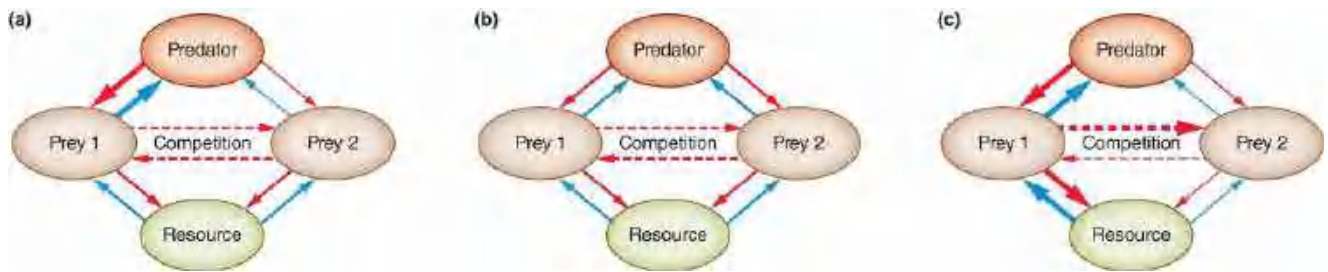 (a)
Predator
Prey 1
Competition
Prey 2
Resource
(b)
Predator
Prey 1
Competition
Prey 2
Resource
(c)
Predator
Prey 1
Competition
Prey 2
Resource